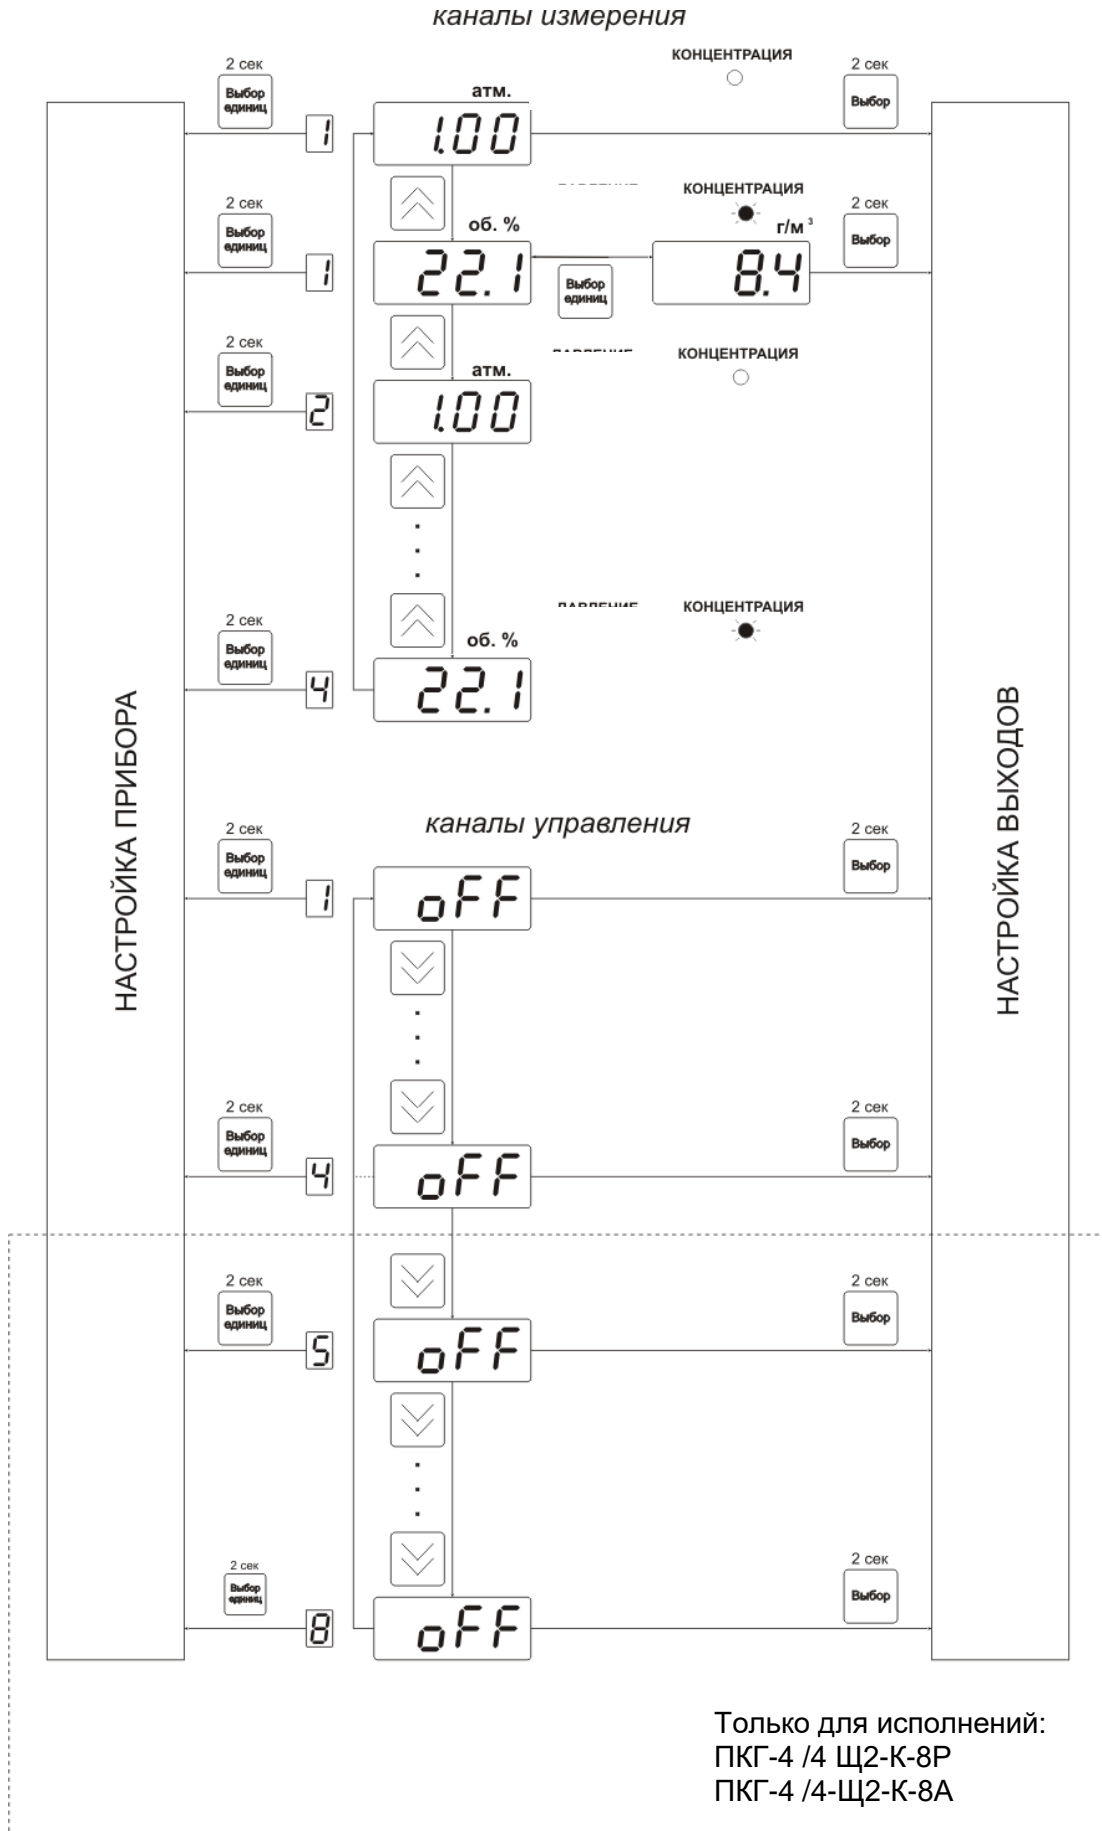 каналы измерения
2 сек
КОНЦЕНТРАЦИЯ
2 сек
Выбор
единиц
атм.
Выбор
1
1.00
2 сек
КОНЦЕНТРАЦИЯ
2 сек
Выбор
единиц
об. %
г/м ³
Выбор
1
22.1
8.4
Выбор
единиц
2 сек
КОНЦЕНТРАЦИЯ
Выбор
единиц
атм.
2
1.00
2 сек
ДАВЛЕНИЕ
КОНЦЕНТРАЦИЯ
Выбор
единиц
об. %
4
22.1
НАСТРОЙКА ПРИБОРА
НАСТРОЙКА ВЫХОДОВ
каналы управления
2 сек
2 сек
Выбор
единиц
Выбор
1
oFF
2 сек
2 сек
Выбор
единиц
Выбор
4
oFF
2 сек
2 сек
Выбор
единиц
Выбор
5
oFF
2 сек
2 сек
Выбор
единиц
Выбор
8
oFF
Только для исполнений:
ПКГ-4 /4 Щ2-К-8Р
ПКГ-4 /4-Щ2-К-8А